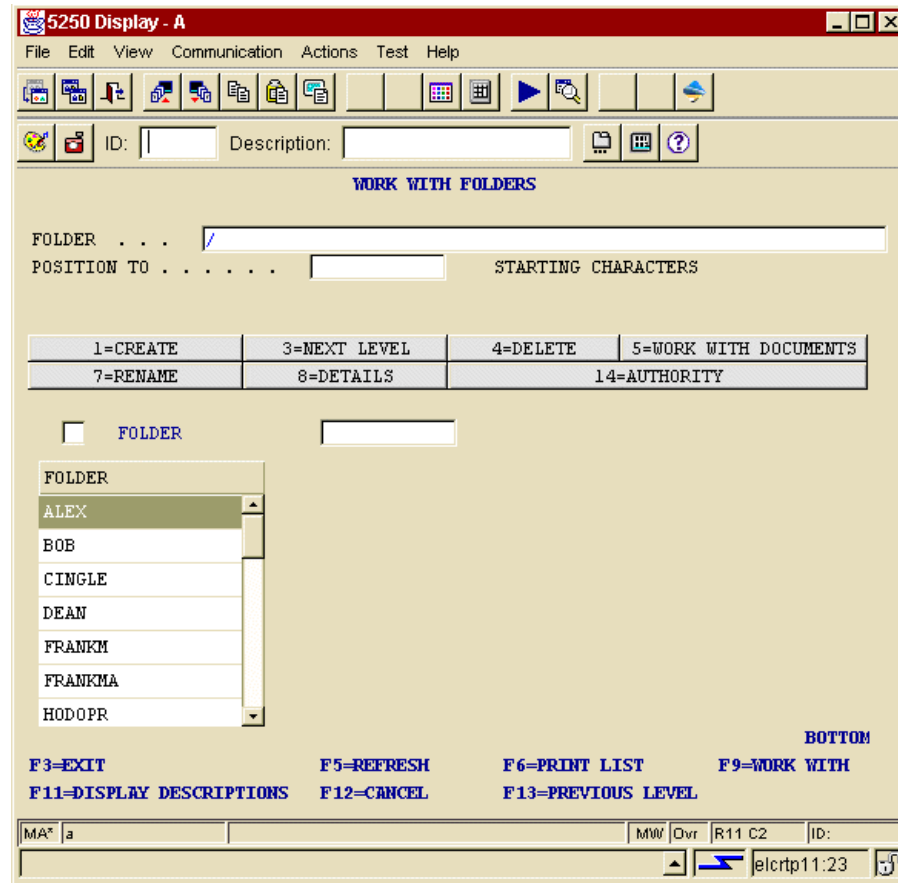 5250 Display - A
File Edit View Communication Actions Test Help
ID: Description:
WORK WITH FOLDERS
FOLDER . . . /
POSITION TO . . . . . . STARTING CHARACTERS
1=CREATE 3=NEXT LEVEL 4=DELETE 5=WORK WITH DOCUMENTS
7=RENAME 8=DETAILS 14=AUTHORITY
FOLDER
FOLDER
ALEX
BOB
CINGLE
DEAN
FRANKM
FRANKMA
HODOPR
BOTTOM
F3=EXIT F5=REFRESH F6=PRINT LIST F9=WORK WITH
F11=DISPLAY DESCRIPTIONS F12=CANCEL F13=PREVIOUS LEVEL
MA* a MW Ovr R11 C2 ID:
elcrtp11:23